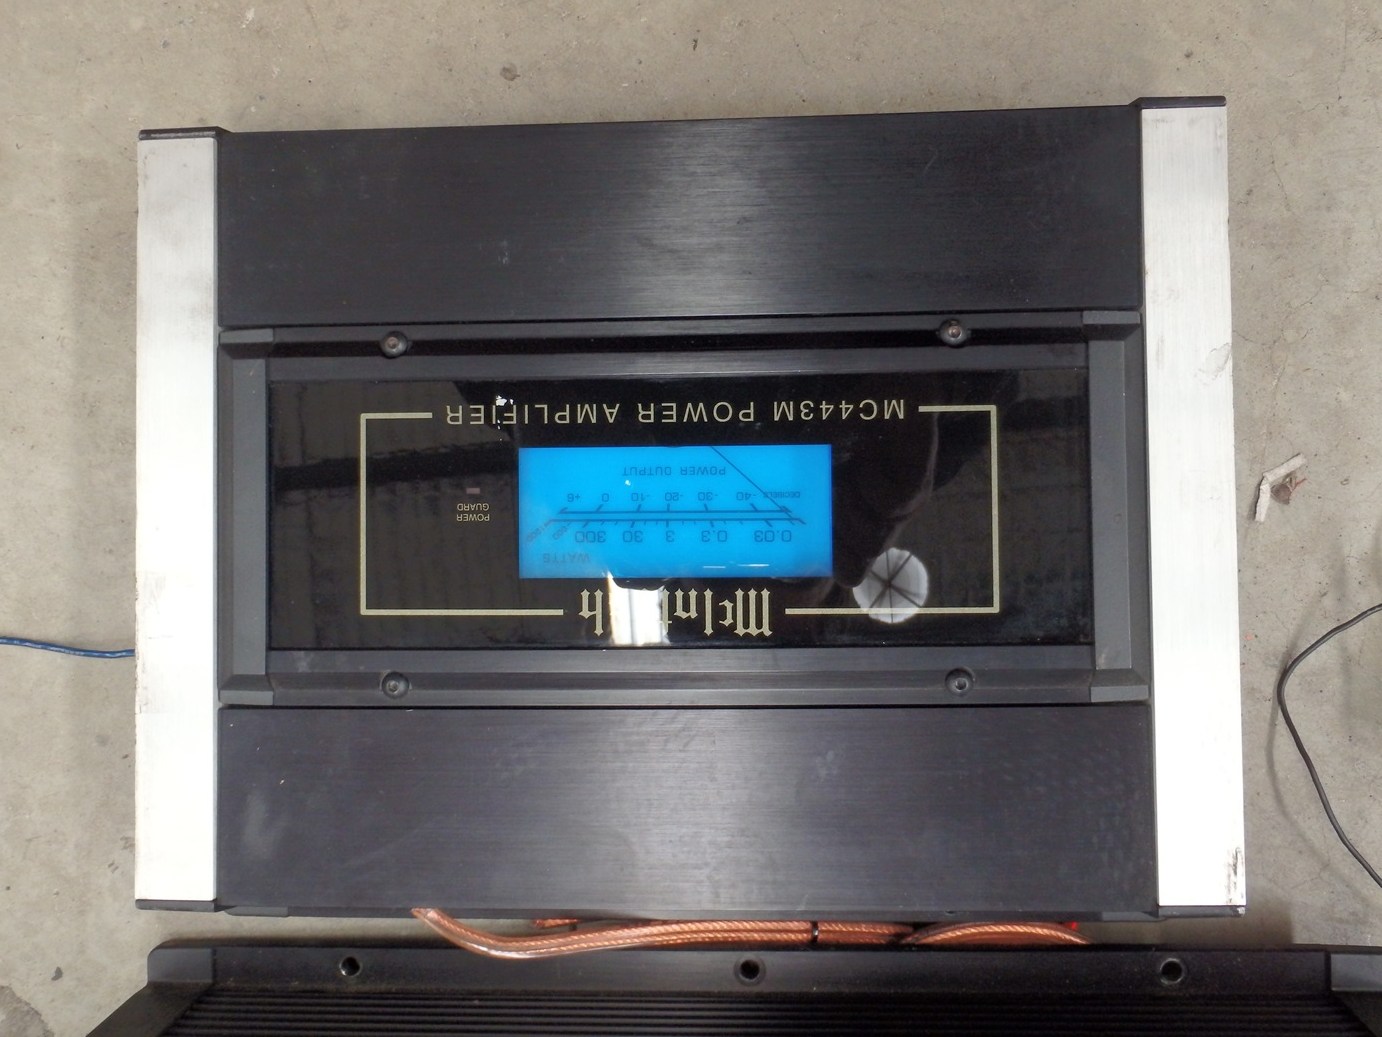 McIntosh
WATTS
0.03 0.3 3 30 300
DECIBELS -40 -30 -20 -10 0 +6
POWER OUTPUT
POWER
GUARD
MC443M POWER AMPLIFIER